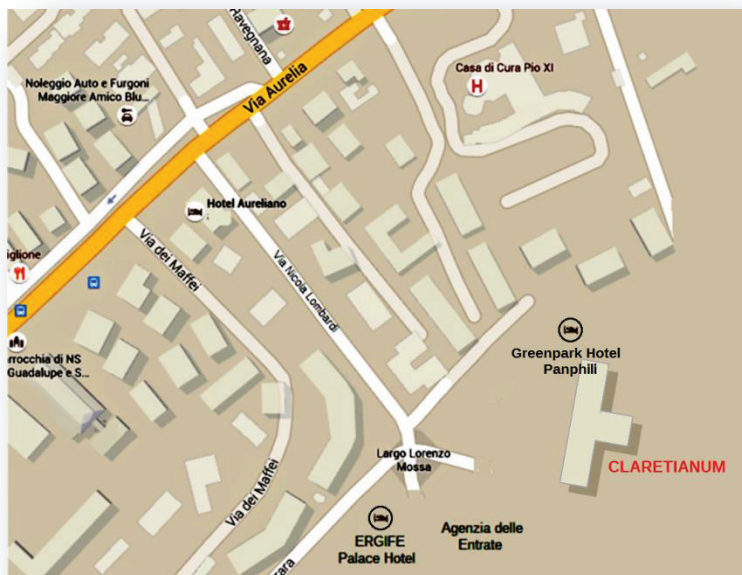 Ravegnana
Noleggio Auto e Furgoni
Maggiore Amico Blu...
Via Aurelia
Casa di Cura Pio XI
H
Hotel Aureliano
iglione
Via dei Maffei
Via Nicola Lombardi
rrocchia di NS
Guadalupe e S...
Greenpark Hotel
Panphili
CLARETIANUM
Largo Lorenzo
Mossa
Via dei Maffei
ERGIFE
Palace Hotel
Agenzia delle
Entrate
ara